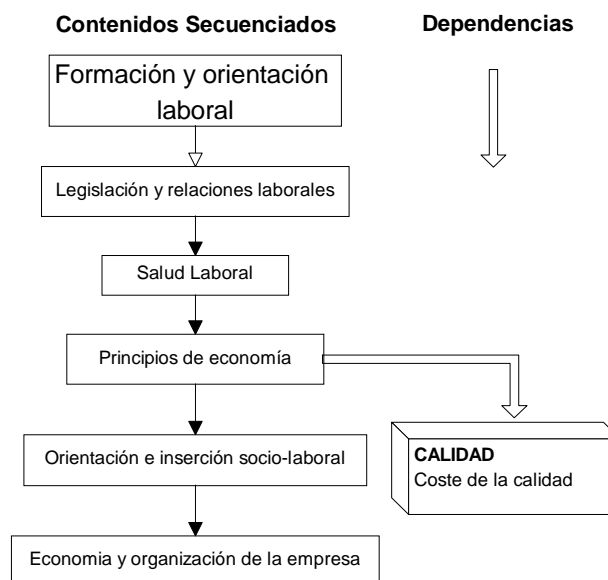 Contenidos Secuenciados
Dependencias
Formación y orientación
laboral
Legislación y relaciones laborales
Salud Laboral
Principios de economía
CALIDAD
Coste de la calidad
Orientación e inserción socio-laboral
Economia y organización de la empresa